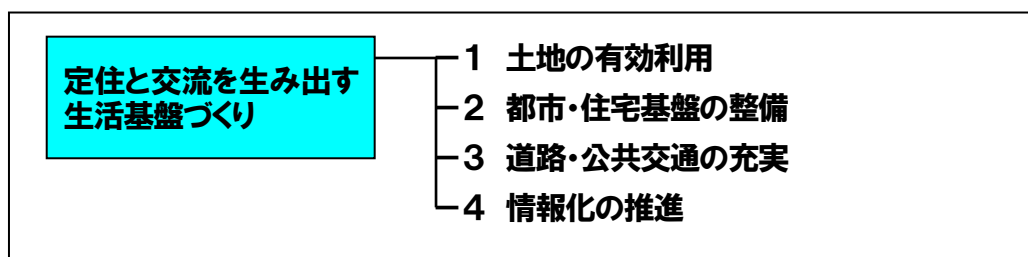 定住と交流を生み出す
生活基盤づくり
1 土地の有効利用
2 都市・住宅基盤の整備
3 道路・公共交通の充実
4 情報化の推進